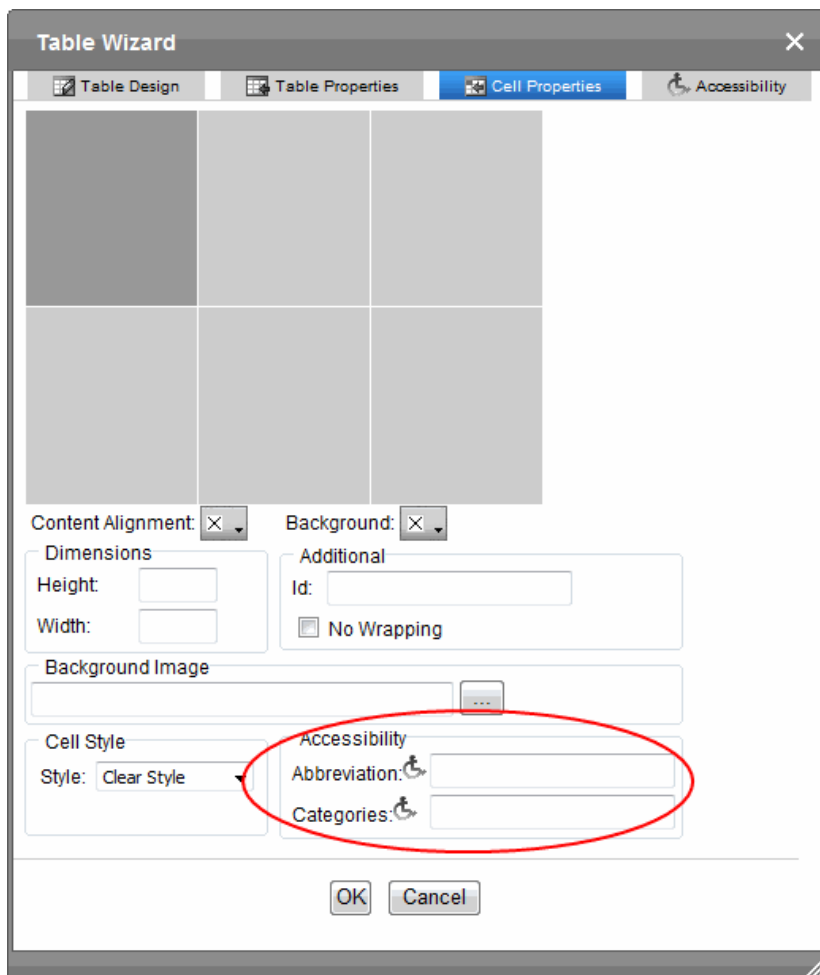 Table Wizard
Table Design Table Properties Cell Properties Accessibility
Content Alignment: Background:
Dimensions
Height:
Width:
Additional
Id:
No Wrapping
Background Image
...
Cell Style
Style: Clear Style
Accessibility
Abbreviation:
Categories:
OK Cancel